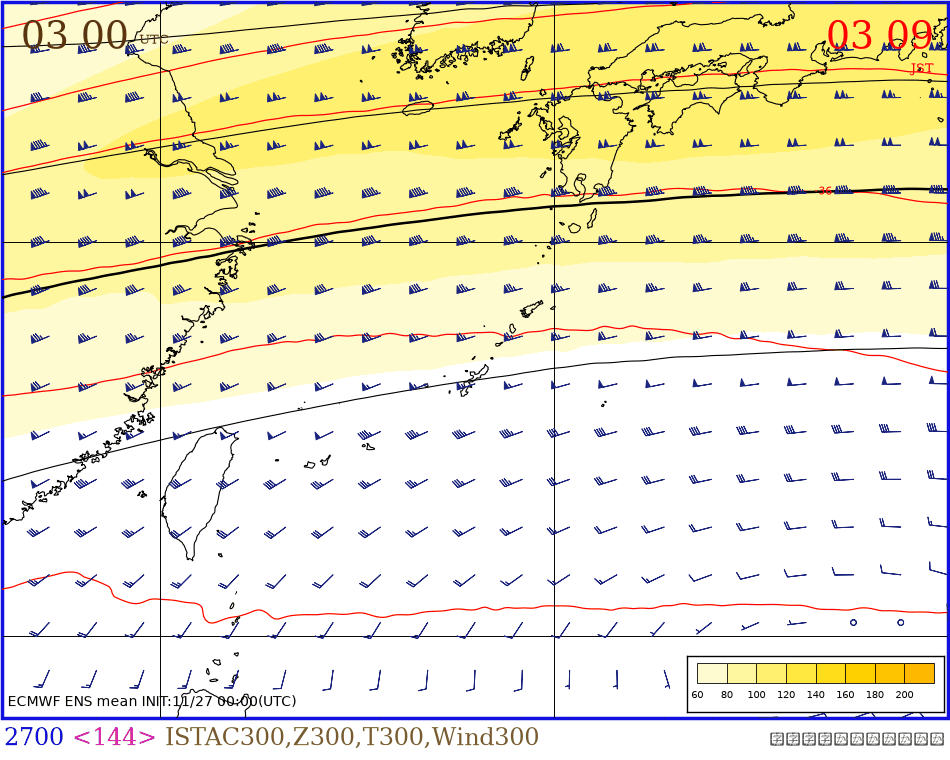 03 00 UTC
03 09
JST
-36
60 80 100 120 140 160 180 200
ECMWF ENS mean INIT:11/27 00:00(UTC)
2700 <144> ISTAC300,Z300,T300,Wind300